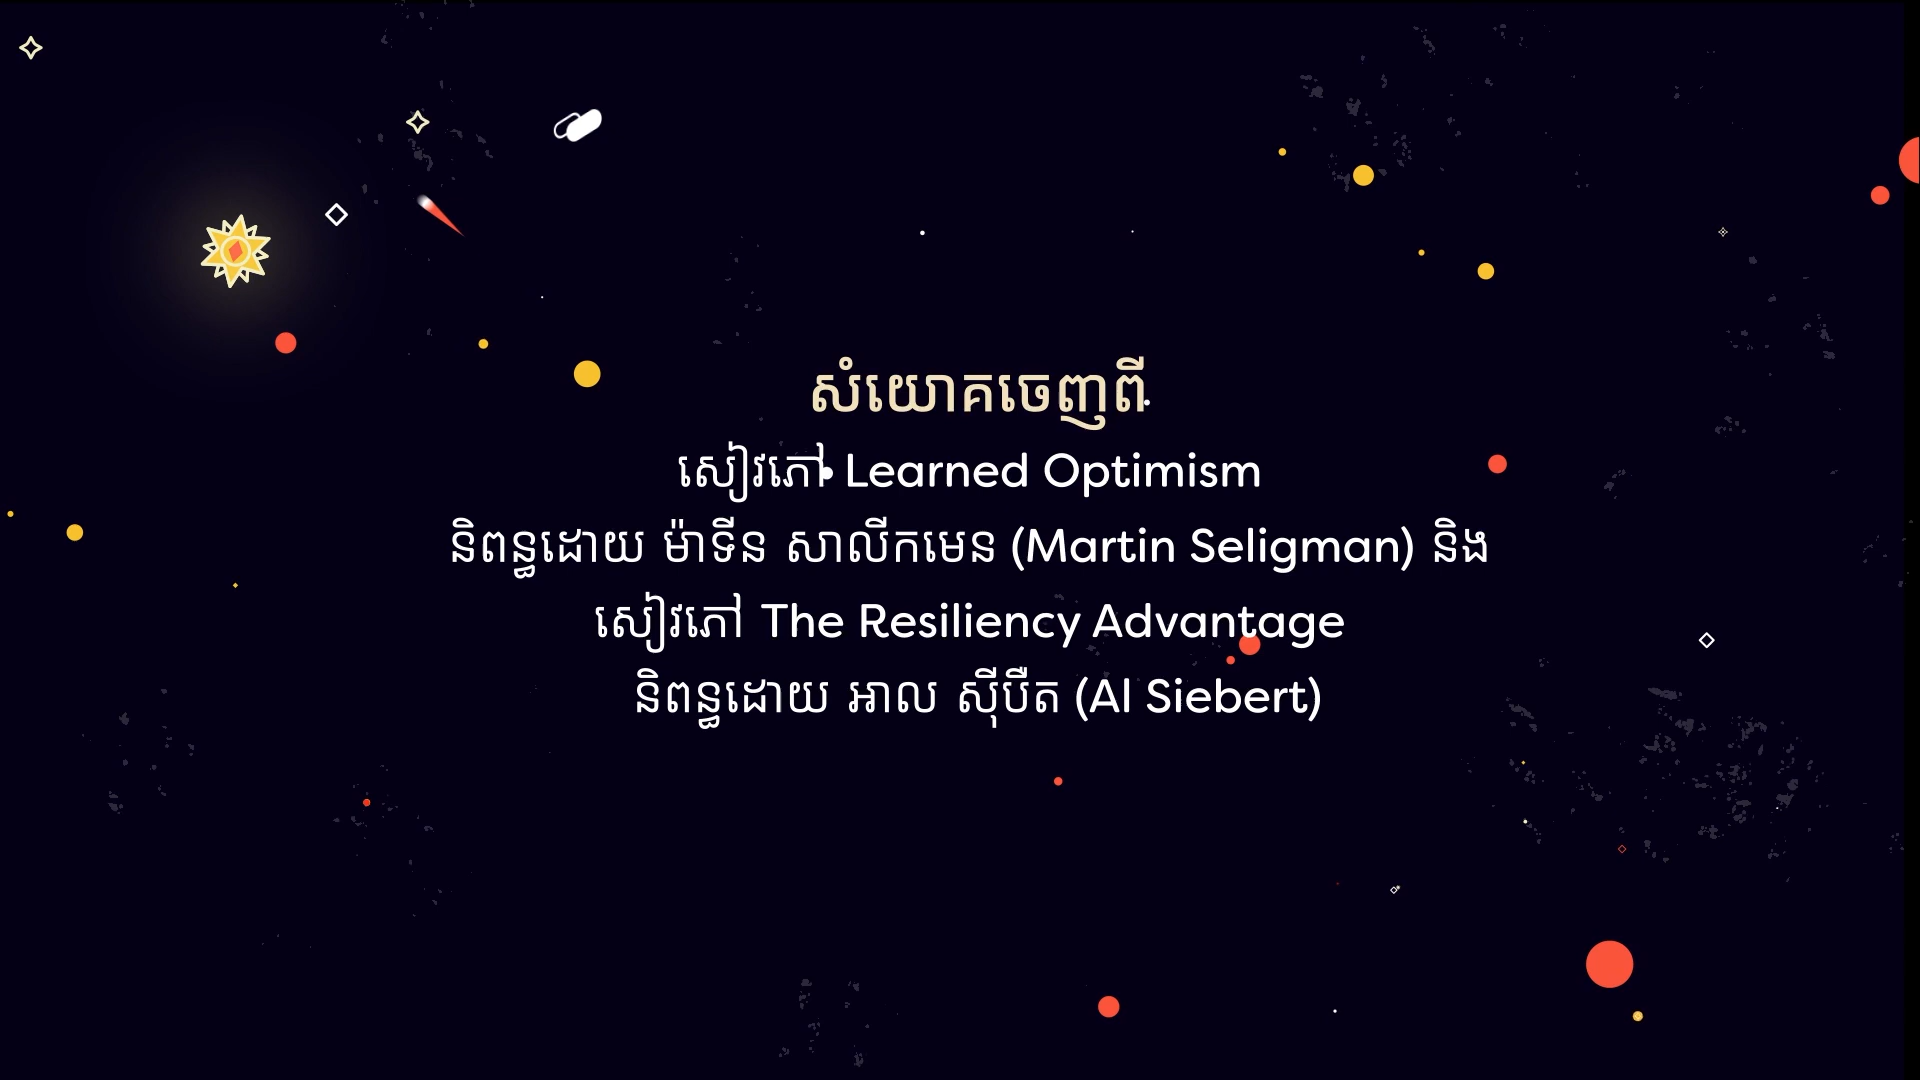 សំយោគចេញពី
សៀវភៅ Learned Optimism
និពន្ធដោយ ម៉ាទីន សាលីកមេន (Martin Seligman) និង
សៀវភៅ The Resiliency Advantage
និពន្ធដោយ អាល ស៊ីបឺត (Al Siebert)